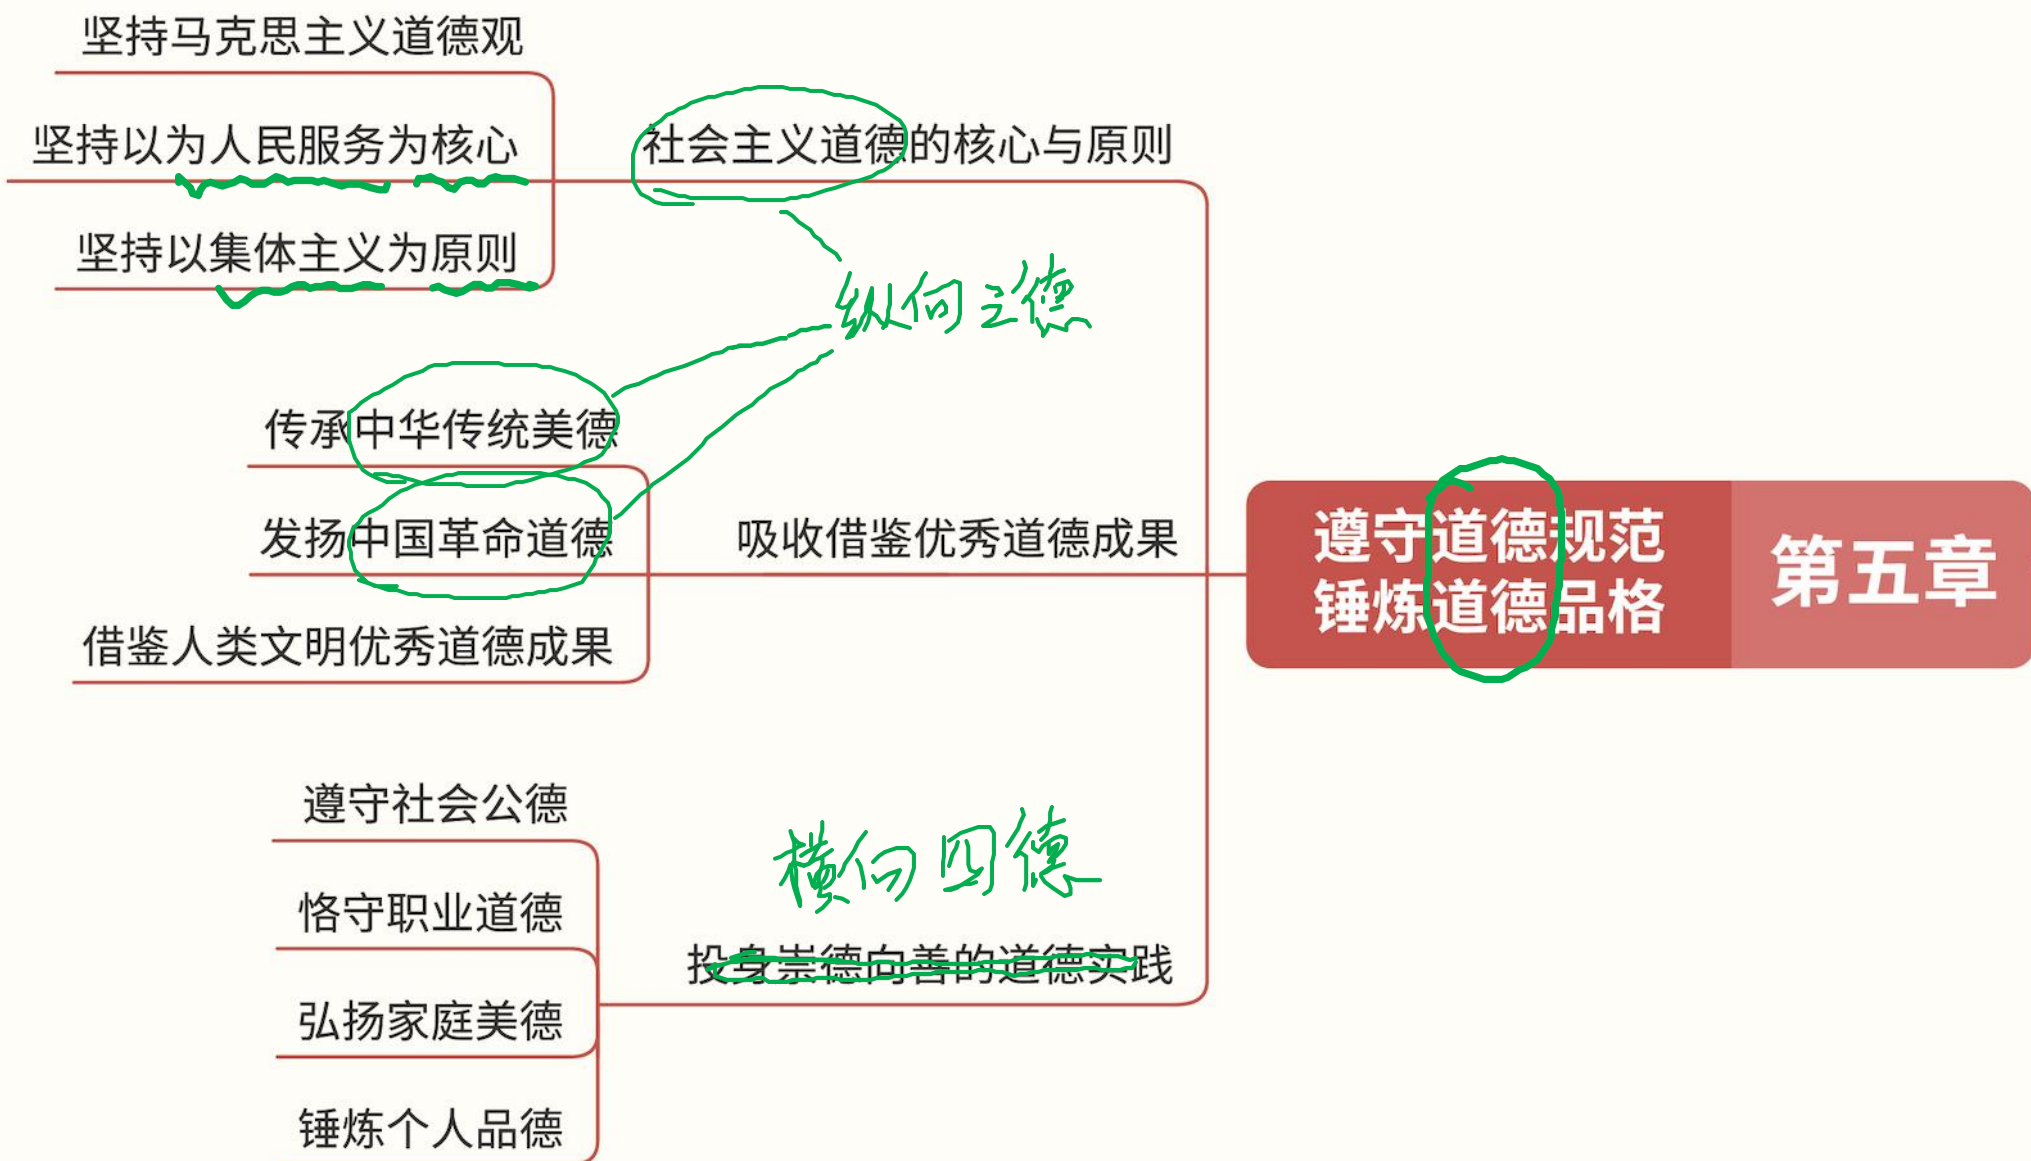 坚持马克思主义道德观
坚持以为人民服务为核心
社会主义道德的核心与原则
坚持以集体主义为原则
纵向三德
传承中华传统美德
发扬中国革命道德
吸收借鉴优秀道德成果
借鉴人类文明优秀道德成果
遵守道德规范
锤炼道德品格
第五章
遵守社会公德
横向四德
恪守职业道德
投身崇德向善的道德实践
弘扬家庭美德
锤炼个人品德